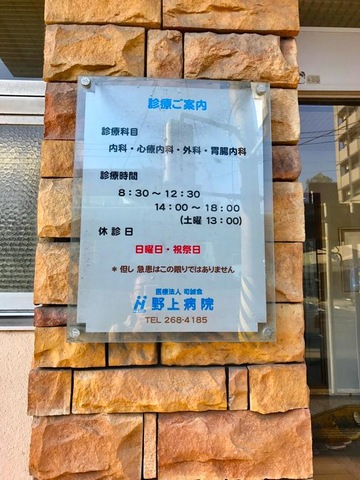 診療ご案内
診療科目
内科・心療内科・外科・胃腸内科
診療時間
8：30～12：30
14：00～18：00
(土曜 13：00)
休診日
日曜日・祝祭日
＊但し 急患はこの限りではありません
医療法人 司誠会
野上病院
TEL 268-4185